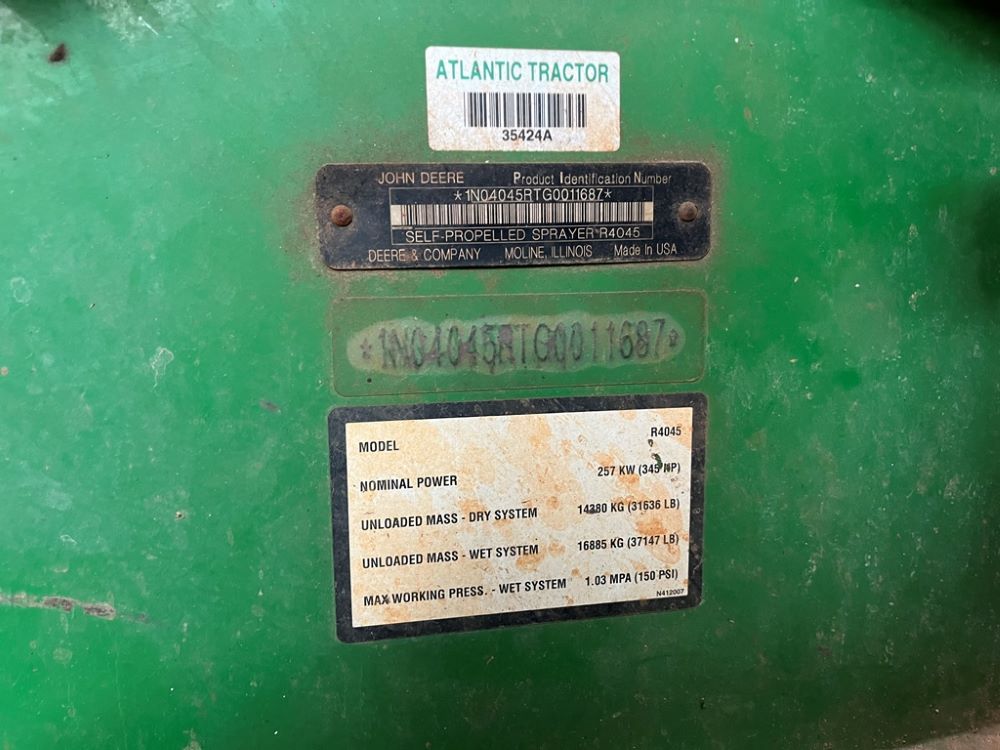 ATLANTIC TRACTOR
35424A
JOHN DEERE Product Identification Number
*1N04045RTG0011687*
SELF-PROPELLED SPRAYER R4045
DEERE & COMPANY MOLINE, ILLINOIS Made In USA
*1N04045RTG0011687*
MODEL R4045
NOMINAL POWER 257 KW (345 HP)
UNLOADED MASS - DRY SYSTEM 14380 KG (31636 LB)
UNLOADED MASS - WET SYSTEM 16885 KG (37147 LB)
MAX WORKING PRESS. - WET SYSTEM 1.03 MPA (150 PSI)
N412007